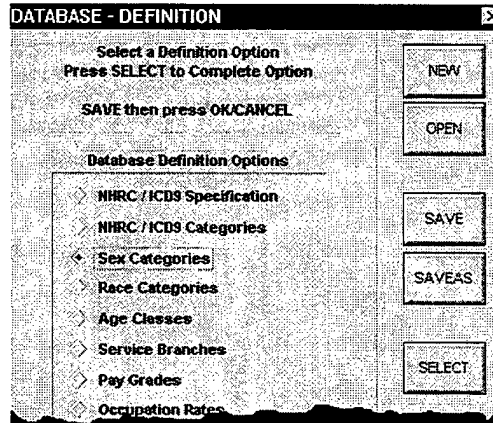 DATABASE - DEFINITION
Select a Definition Option
Press SELECT to Complete Option
SAVE then press OK/CANCEL
Database Definition Options
NHRC / ICD9 Specification
NHRC / ICD9 Categories
Sex Categories
Race Categories
Age Classes
Service Branches
Pay Grades
Occupation Rates
NEW
OPEN
SAVE
SAVEAS
SELECT